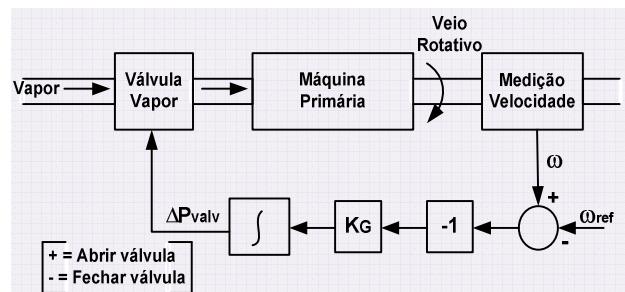 Veio
Rotativo
Vapor
Válvula
Vapor
Máquina
Primária
Medição
Velocidade
ω
+
ωref
-
-1
KG
∫
ΔPvalv
+ = Abrir válvula
- = Fechar válvula